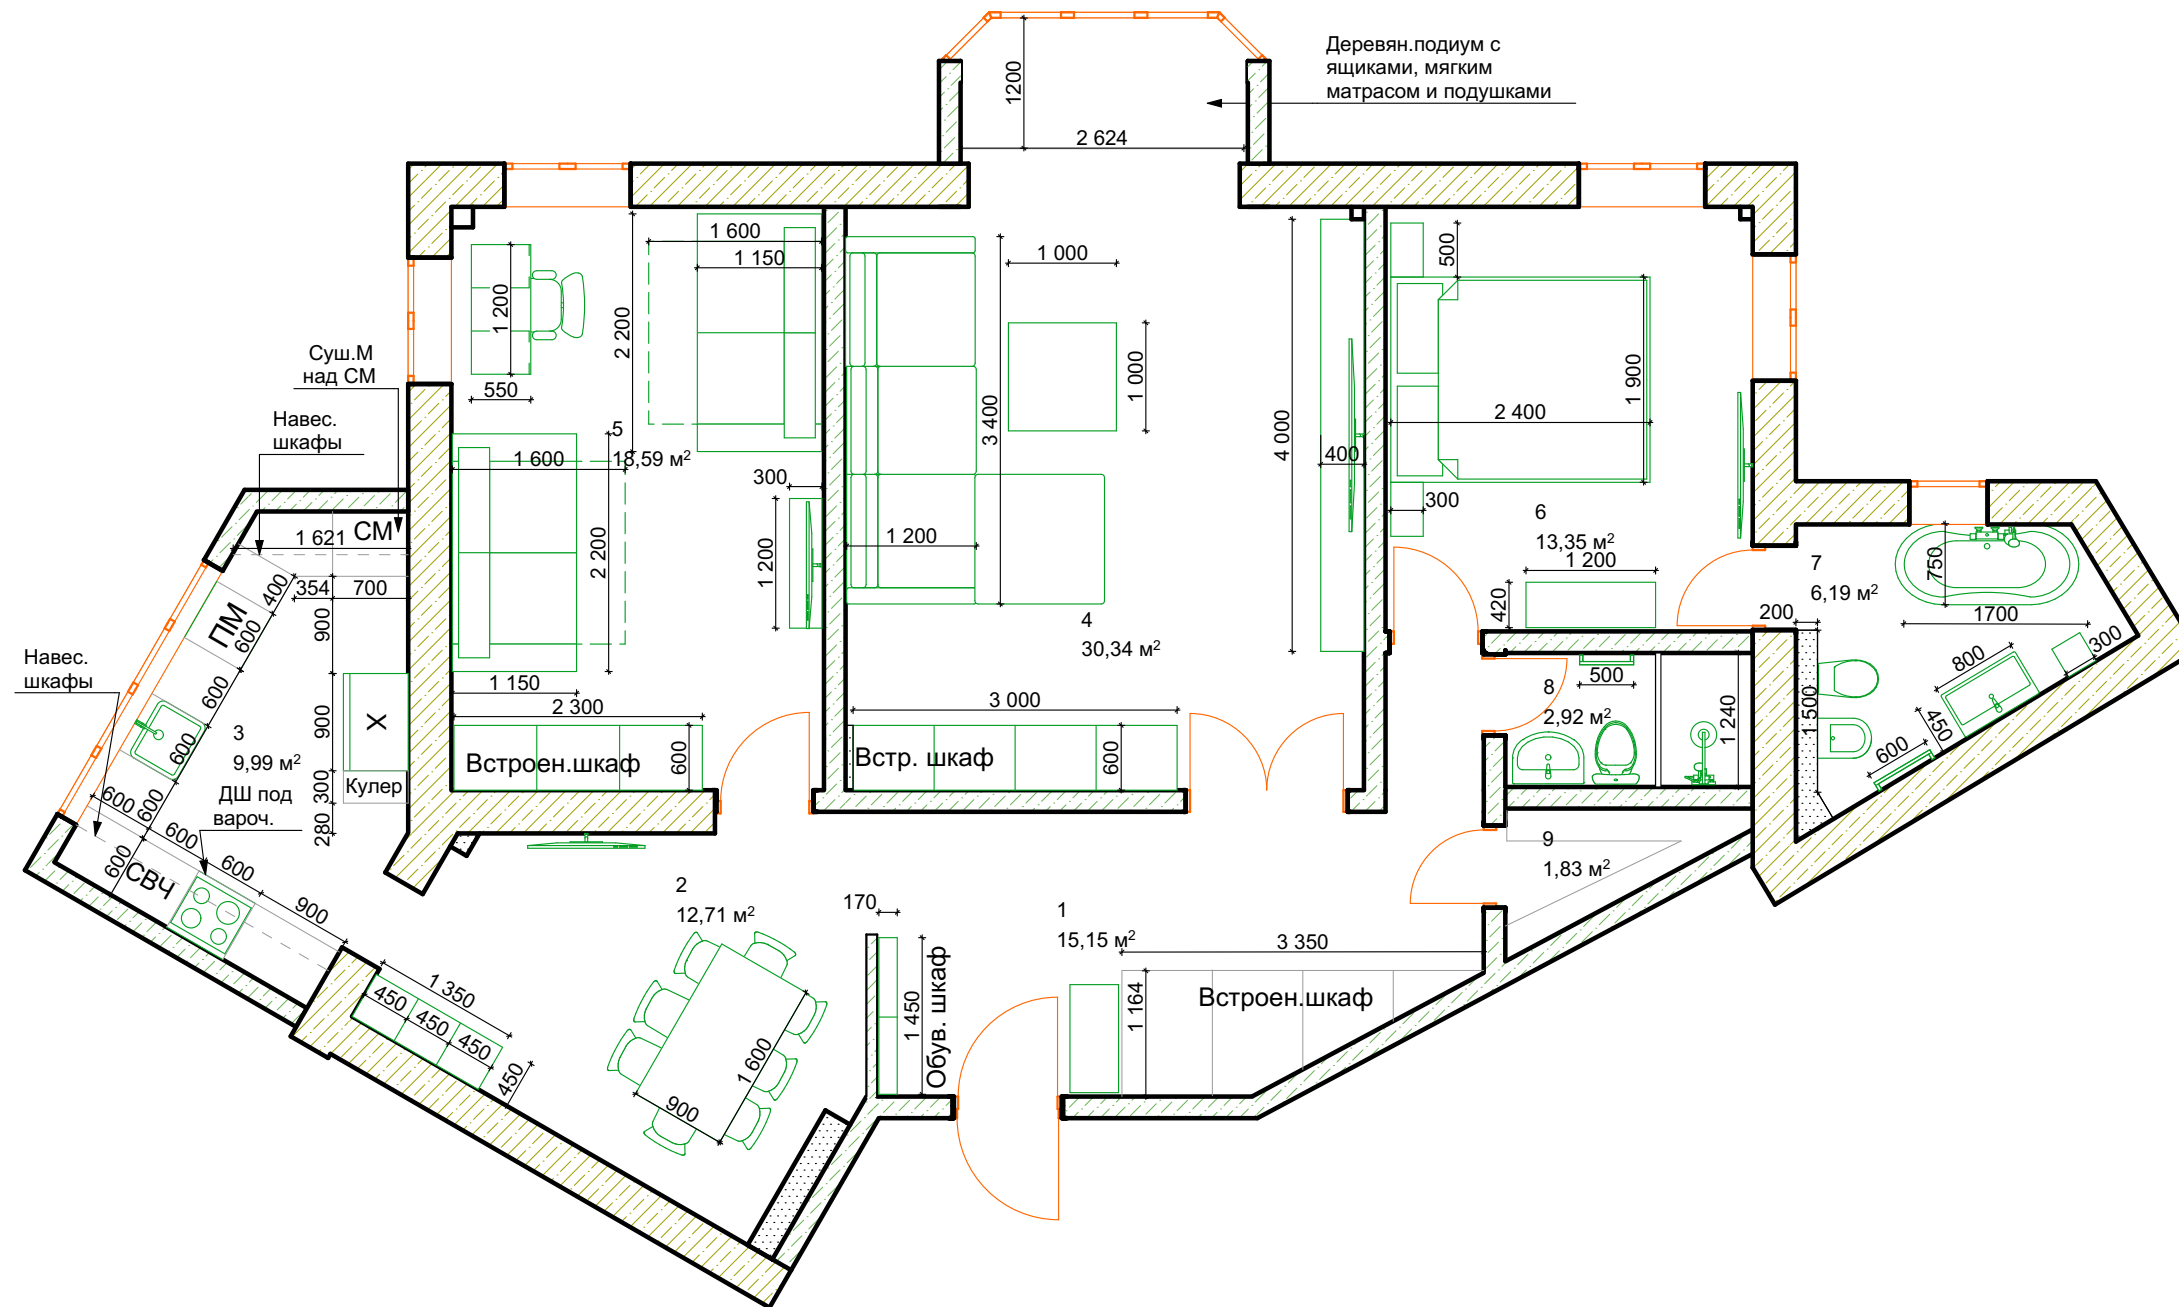 Деревян.подиум с
ящиками, мягким
матрасом и подушками
1200
2 624
1 600
1 150
2 200
1 200
550
5
18,59 м²
1 600
2 200
300
1 200
1 150
2 300
Встроен.шкаф
600
1 000
1 000
3 400
1 200
4 000
400
4
30,34 м²
3 000
Встр. шкаф
600
500
1 900
2 400
300
6
13,35 м²
1 200
420
7
6,19 м²
750
1700
200
300
800
1 500
450
600
8
2,92 м²
500
1 240
9
1,83 м²
Суш.М
над СМ
Навес.
шкафы
1 621
СМ
354
700
400
ПМ
600
900
Навес.
шкафы
600
600
3
9,99 м²
900
Х
Кулер
300
280
ДШ под
вароч.
600
600
600
600
600
СВЧ
900
1 350
450
450
450
450
2
12,71 м²
1 600
900
170
1 450
Обув. шкаф
1
15,15 м²
3 350
1 164
Встроен.шкаф